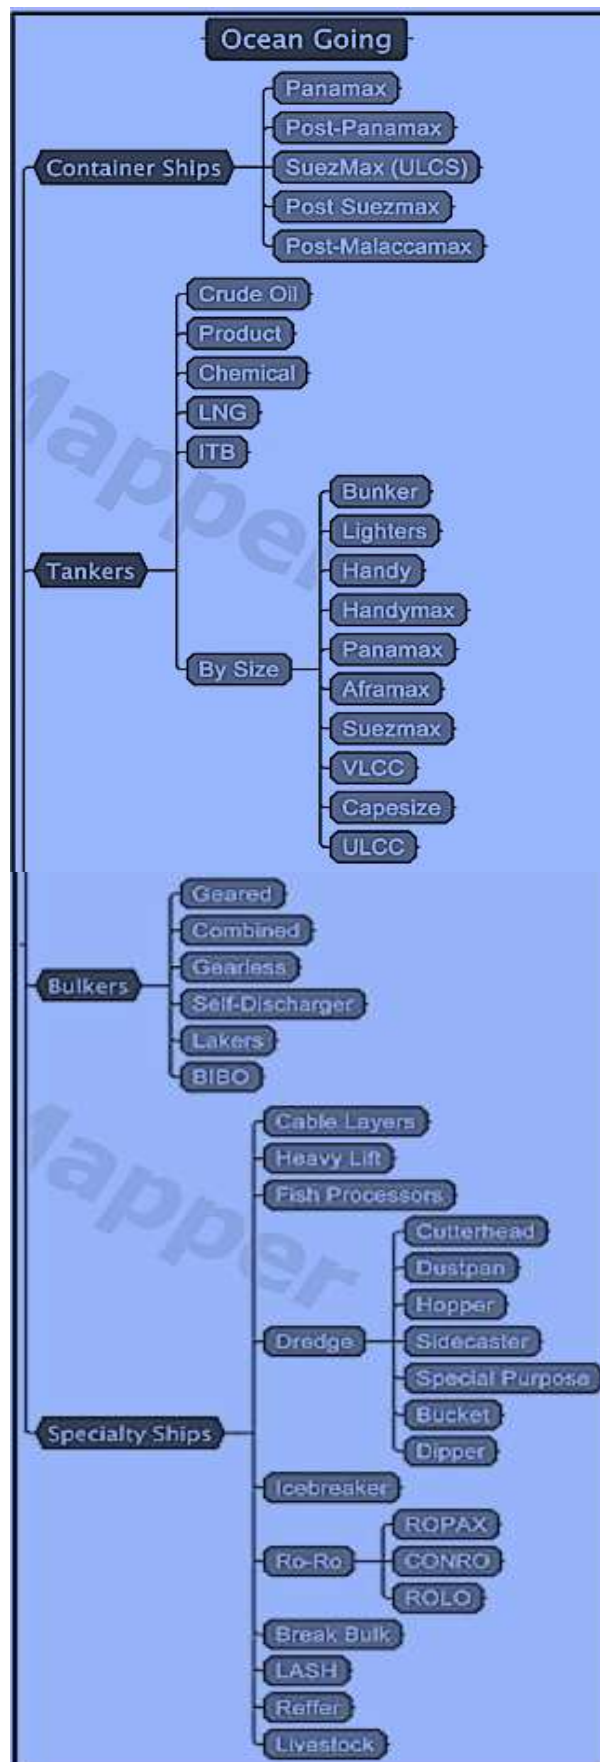 Ocean Going
Container Ships
Panamax
Post-Panamax
SuezMax (ULCS)
Post Suezmax
Post-Malaccamax
Tankers
Crude Oil
Product
Chemical
LNG
ITB
By Size
Bunker
Lighters
Handy
Handymax
Panamax
Aframax
Suezmax
VLCC
Capesize
ULCC
Mapper
Bulkers
Geared
Combined
Gearless
Self-Discharger
Lakers
BIBO
Mapper
Specialty Ships
Cable Layers
Heavy Lift
Fish Processors
Dredge
Cutterhead
Dustpan
Hopper
Sidecaster
Special Purpose
Bucket
Dipper
Icebreaker
Ro-Ro
ROPAX
CONRO
ROLO
Break Bulk
LASH
Reffer
Livestock